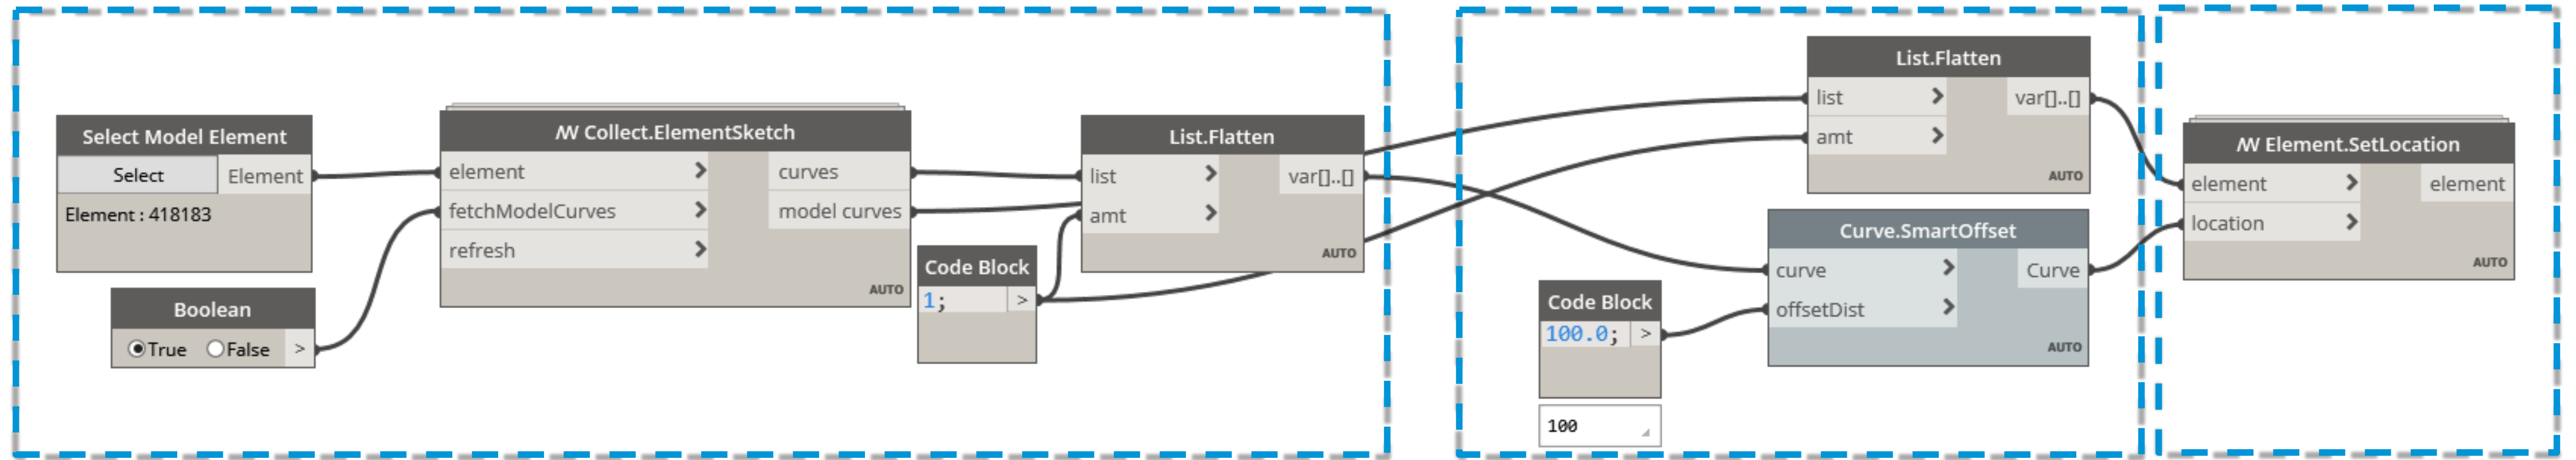 Select Model Element
Select
Element
Element : 418183
Boolean
True
False
>
Collect.ElementSketch
element
curves
fetchModelCurves
model curves
refresh
AUTO
Code Block
1;
>
List.Flatten
list
var[]..[]
amt
AUTO
List.Flatten
list
var[]..[]
amt
AUTO
Code Block
100.0;
>
100
Curve.SmartOffset
curve
Curve
offsetDist
AUTO
Element.SetLocation
element
element
location
AUTO